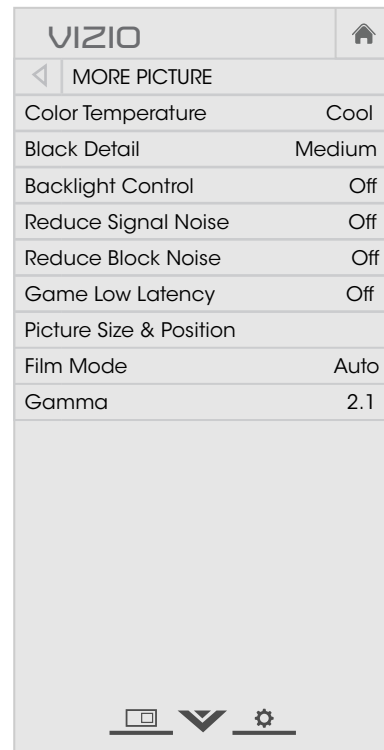 VIZIO
MORE PICTURE
Color Temperature Cool
Black Detail Medium
Backlight Control Off
Reduce Signal Noise Off
Reduce Block Noise Off
Game Low Latency Off
Picture Size & Position
Film Mode Auto
Gamma 2.1